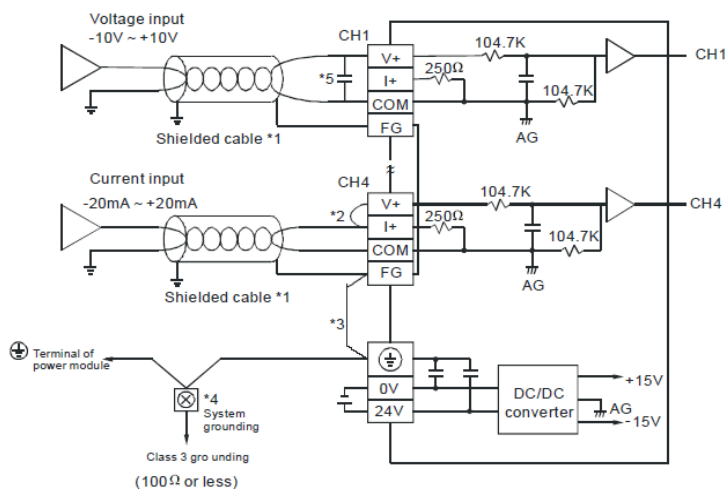 Voltage input
-10V ~ +10V
CH1
V+
I+
COM
FG
*5
250Ω
104.7K
104.7K
AG
CH1
Shielded cable *1
Current input
-20mA ~ +20mA
CH4
V+
I+
COM
FG
*2
250Ω
104.7K
104.7K
AG
CH4
Shielded cable *1
*3
Terminal of
power module
*4
System
grounding
Class 3 gro unding
(100Ω or less)
0V
24V
DC/DC
converter
+15V
AG
-15V